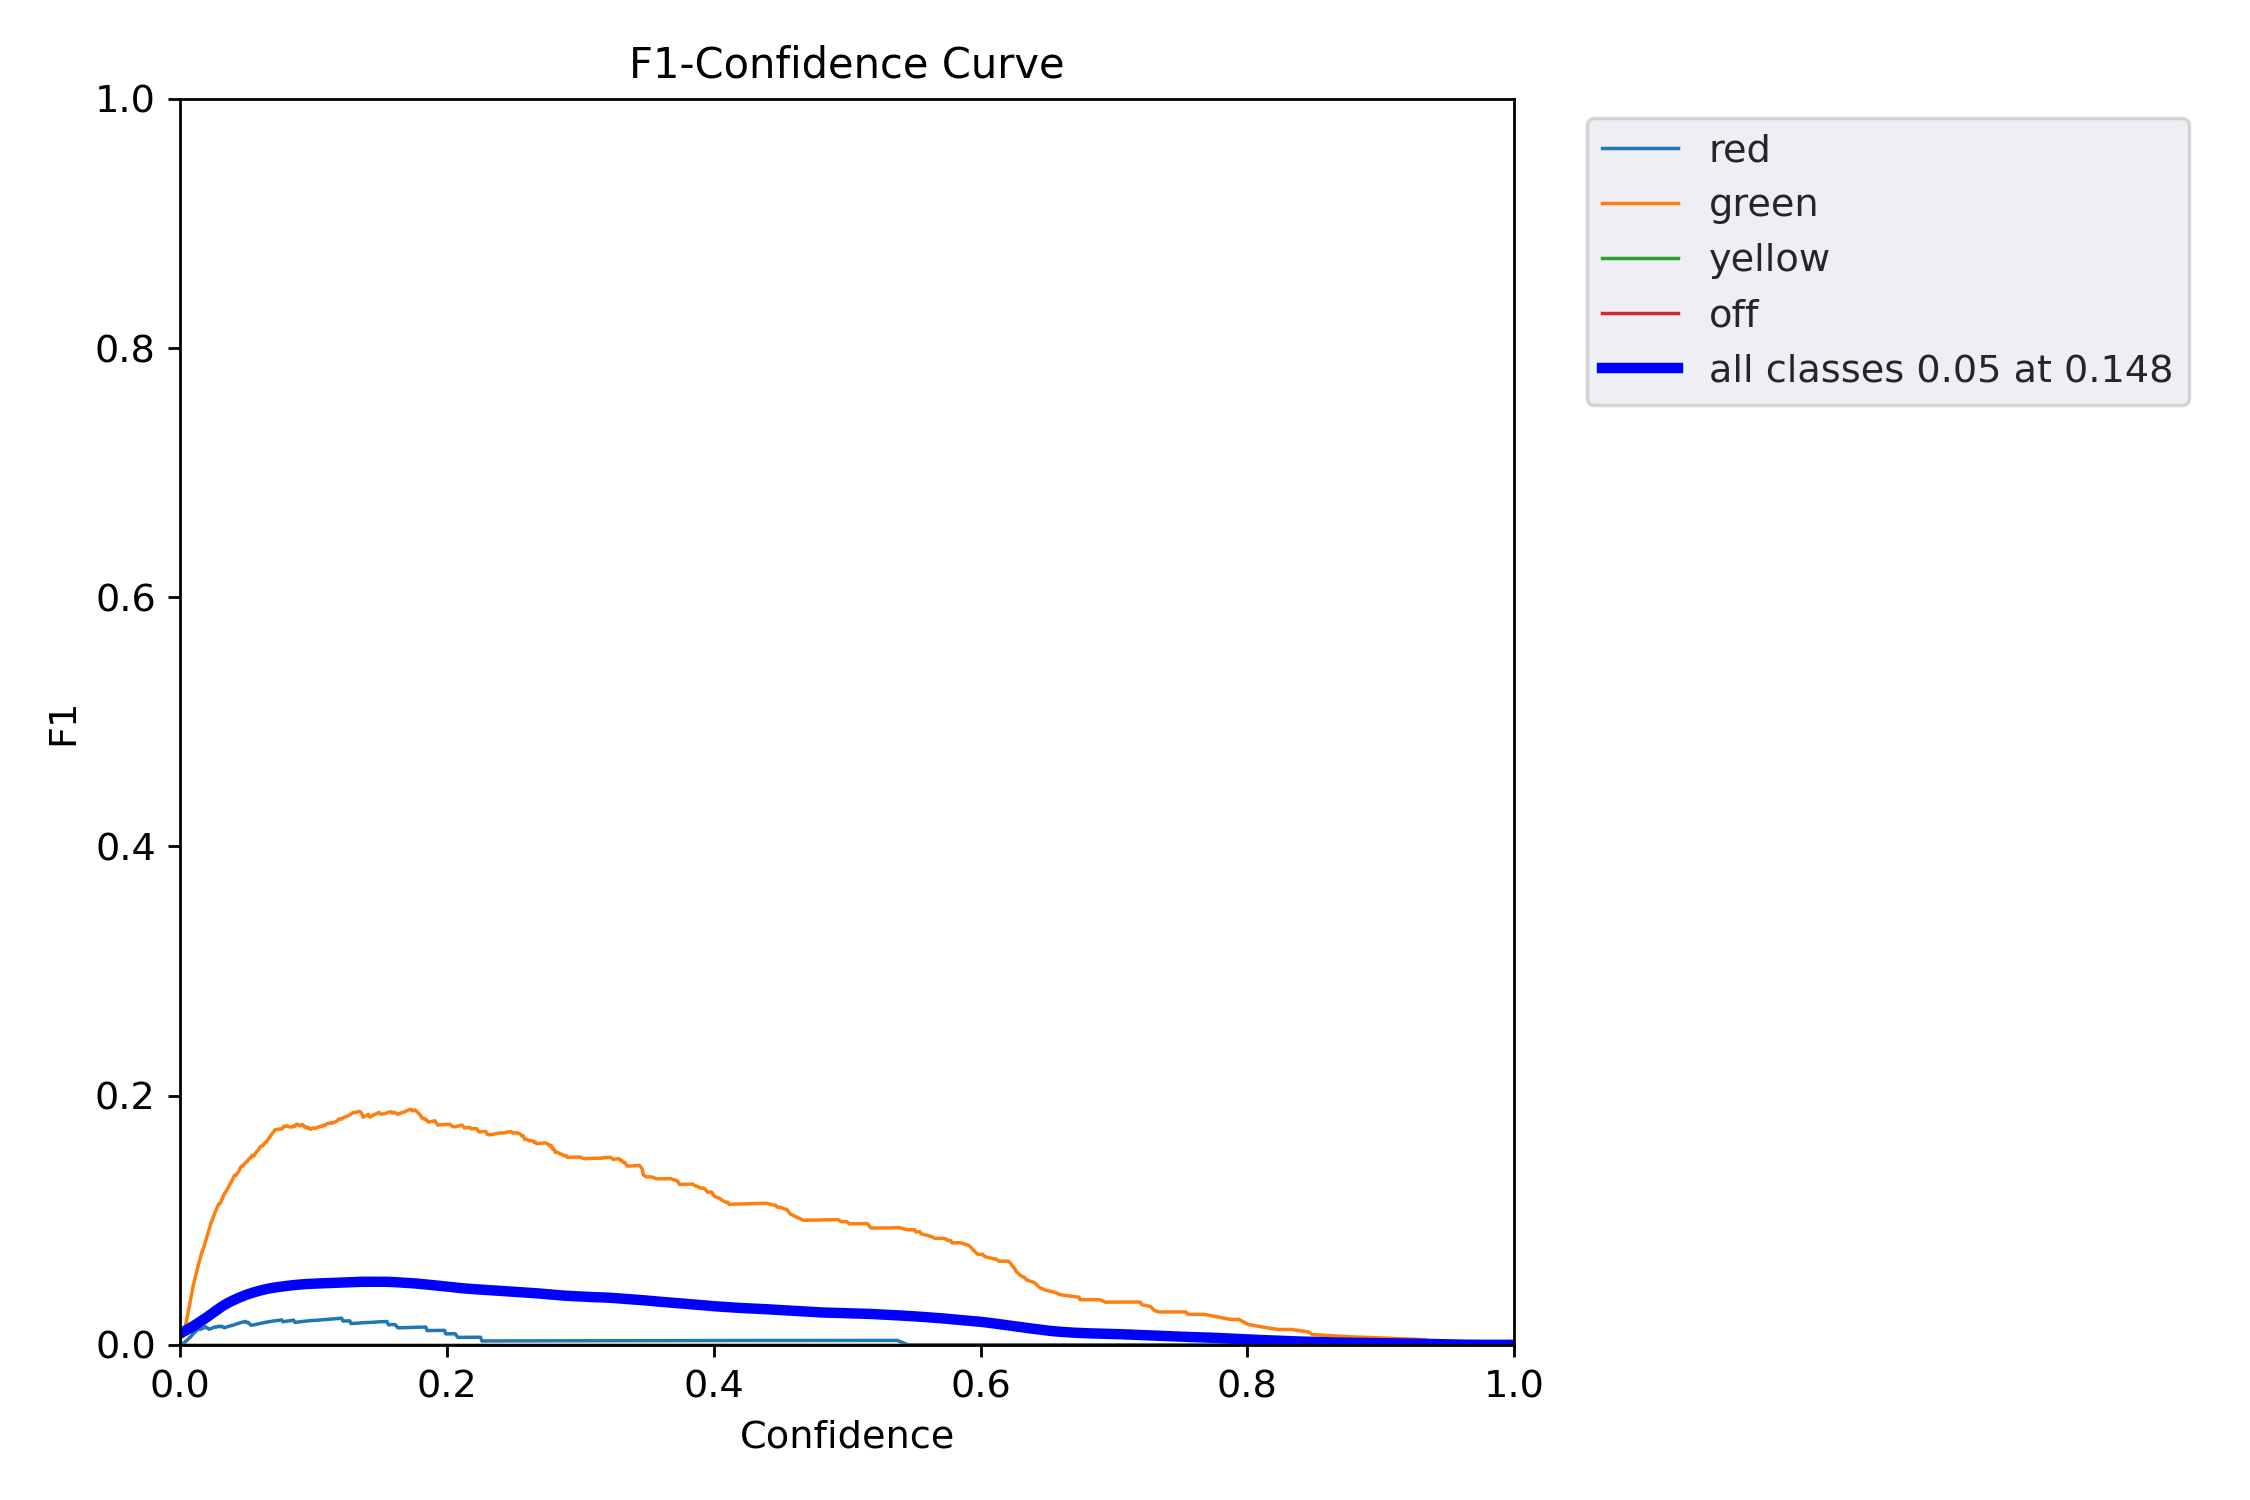 F1-Confidence Curve
1.0
0.8
0.6
0.4
0.2
0.0
F1
0.0 0.2 0.4 0.6 0.8 1.0
Confidence
red
green
yellow
off
all classes 0.05 at 0.148